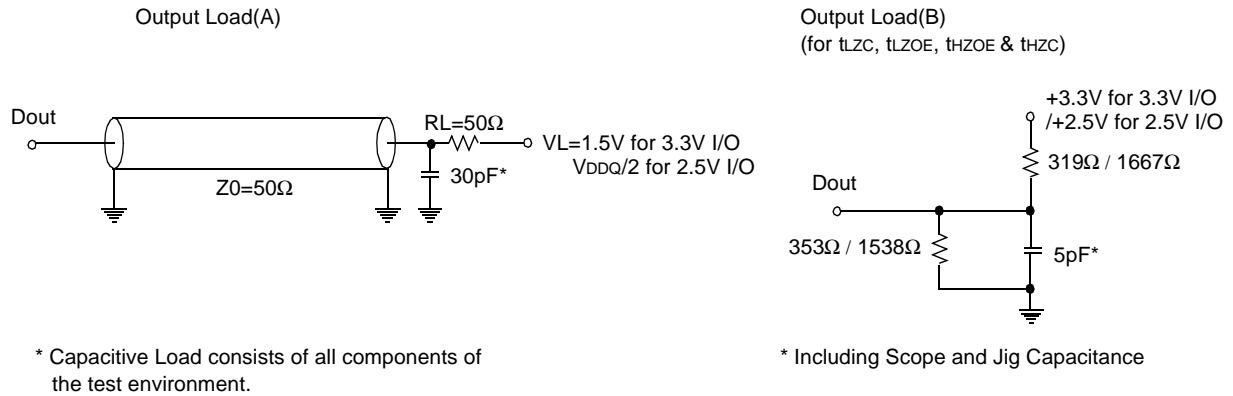 Output Load(A)
Dout
Z0=50Ω
RL=50Ω
30pF*
VL=1.5V for 3.3V I/O
VDDQ/2 for 2.5V I/O
* Capacitive Load consists of all components of
the test environment.
Output Load(B)
(for tLZC, tLZOE, tHZOE & tHZC)
+3.3V for 3.3V I/O
/+2.5V for 2.5V I/O
319Ω / 1667Ω
Dout
353Ω / 1538Ω
5pF*
* Including Scope and Jig Capacitance